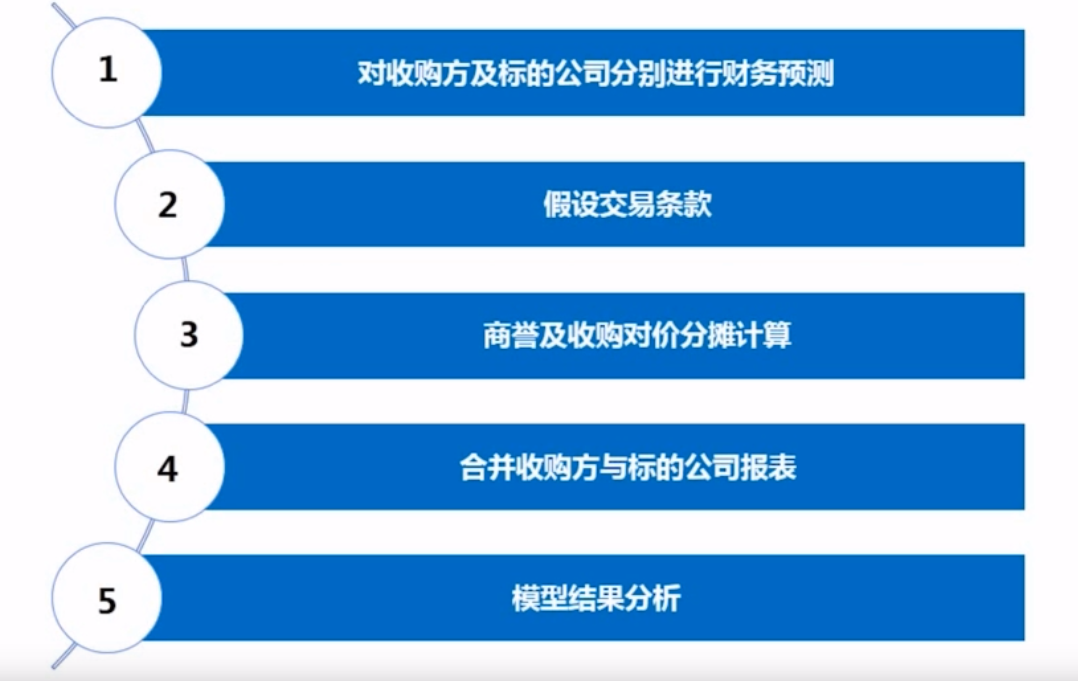 1
对收购方及标的公司分别进行财务预测
2
假设交易条款
3
商誉及收购对价分摊计算
4
合并收购方与标的公司报表
5
模型结果分析